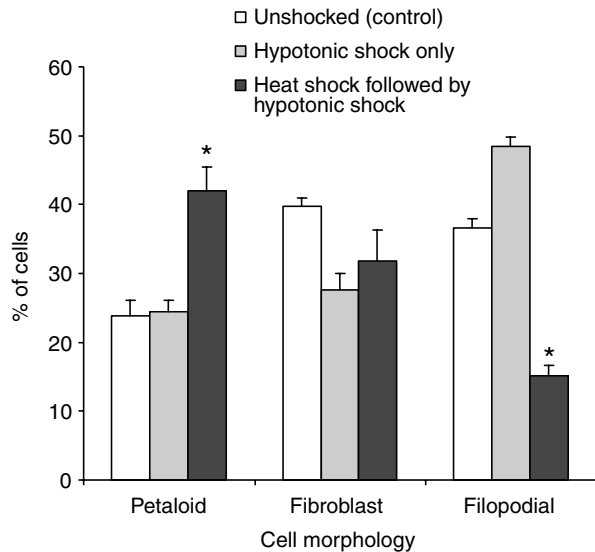 Unshocked (control)
Hypotonic shock only
Heat shock followed by
hypotonic shock
60
50
40
30
20
10
0
% of cells
*
*
Petaloid
Fibroblast
Filopodial
Cell morphology